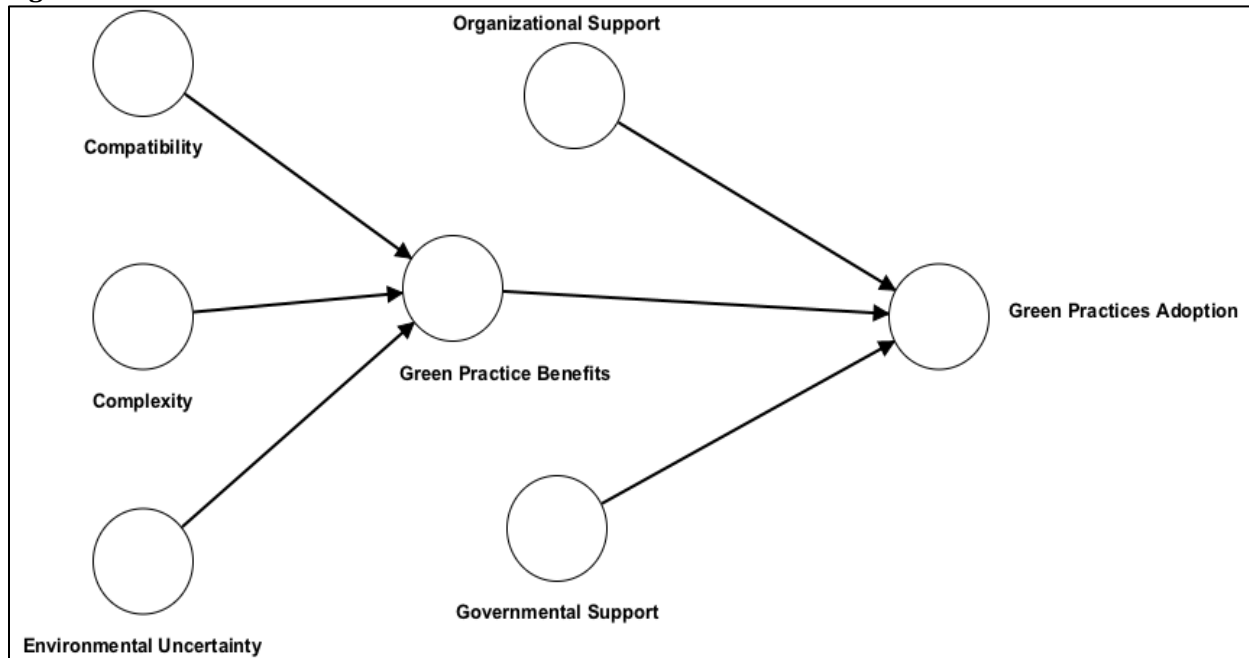 Organizational Support
Compatibility
Green Practices Adoption
Green Practice Benefits
Complexity
Governmental Support
Environmental Uncertainty